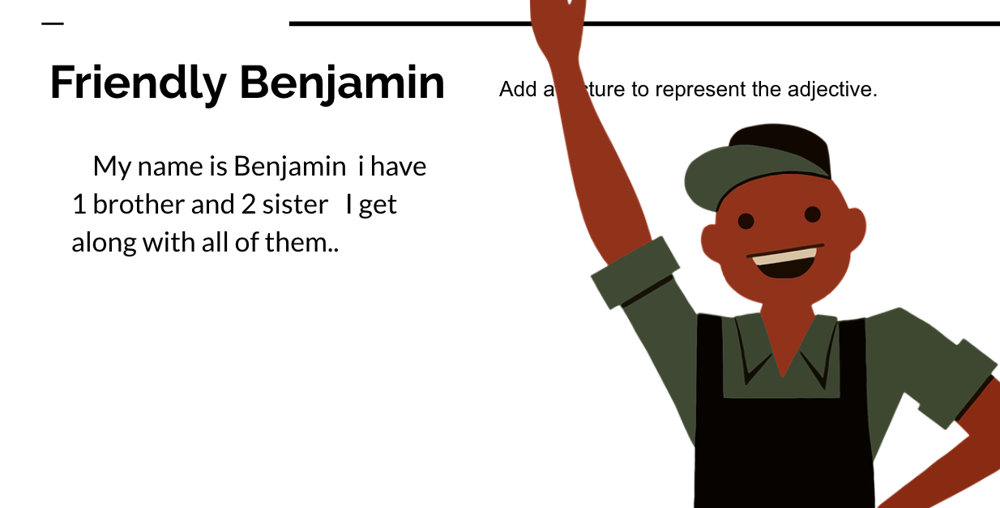 Friendly Benjamin
Add a cture to represent the adjective.
My name is Benjamin  i have
1 brother and 2 sister   I get
along with all of them..